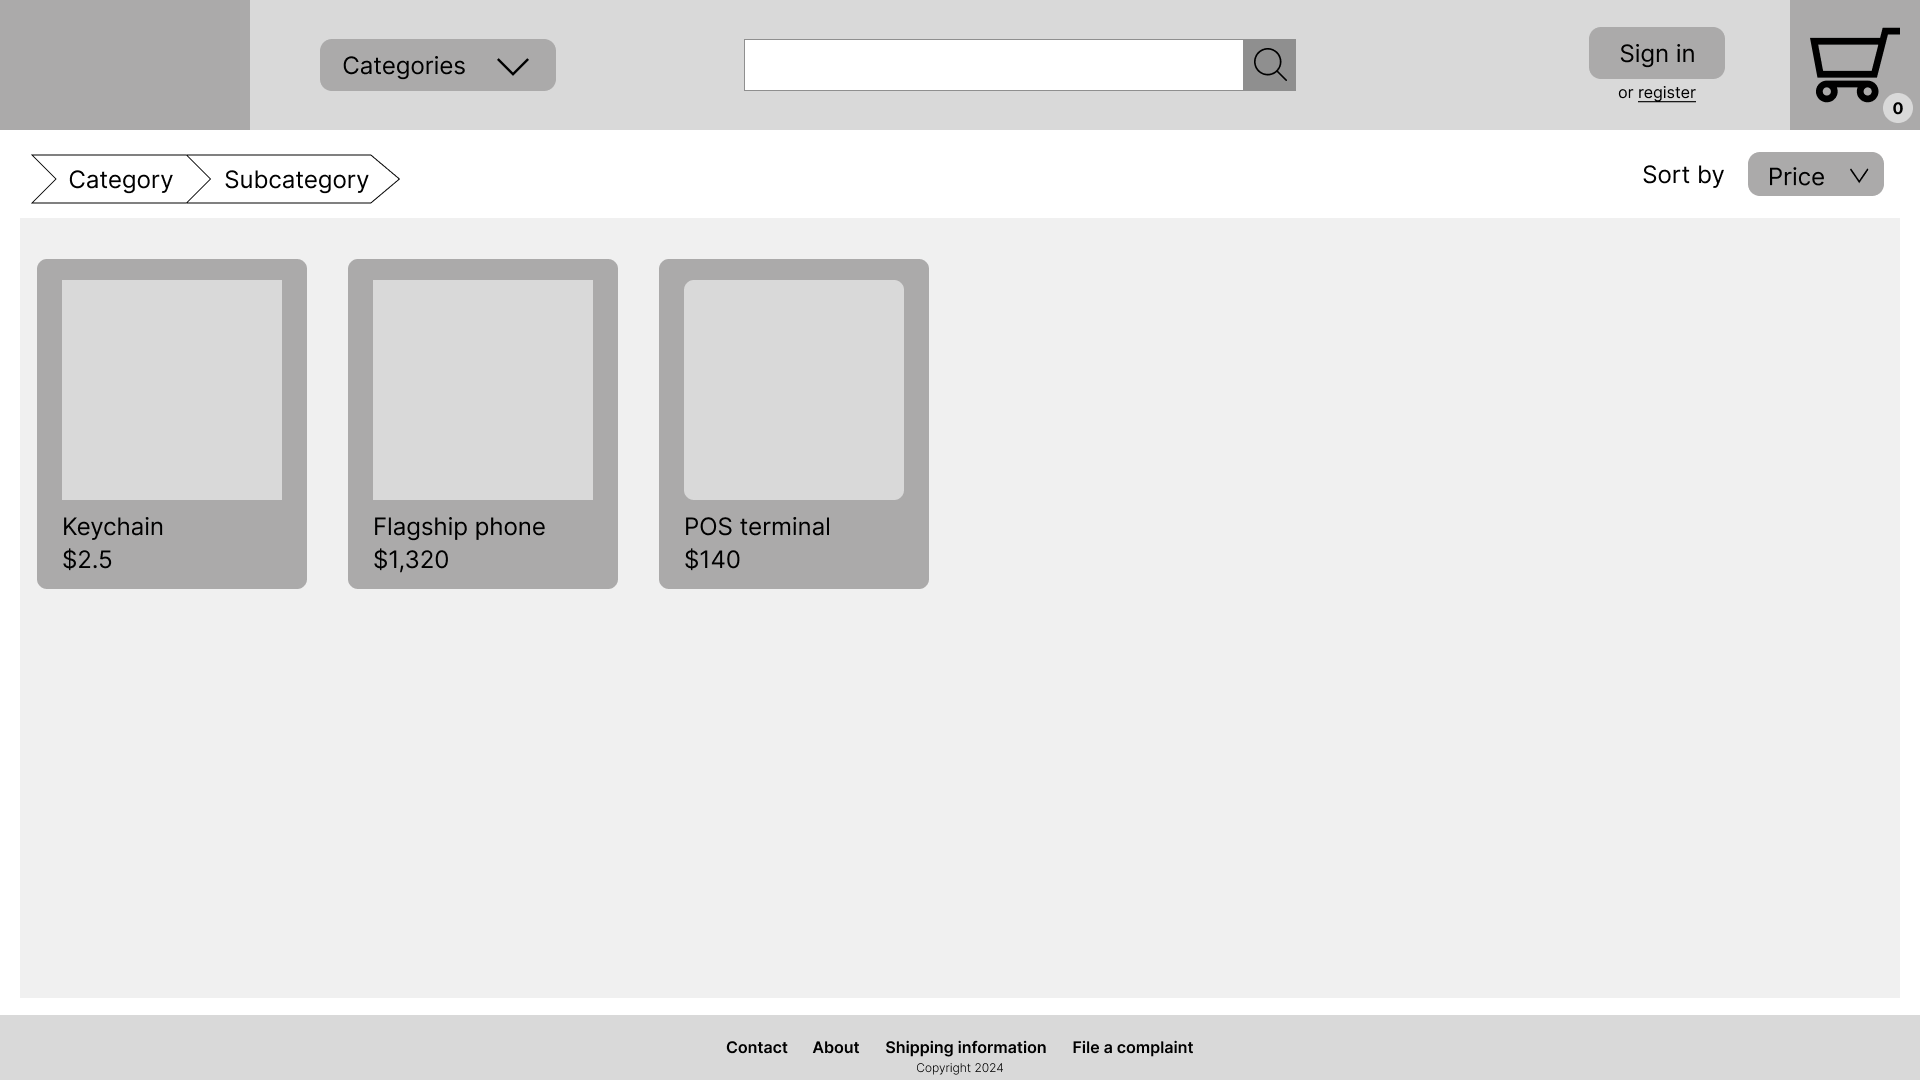 Categories
Sign in
or register
0
Category
Subcategory
Sort by
Price
Keychain
$2.5
Flagship phone
$1,320
POS terminal
$140
Contact About Shipping information File a complaint
Copyright 2024